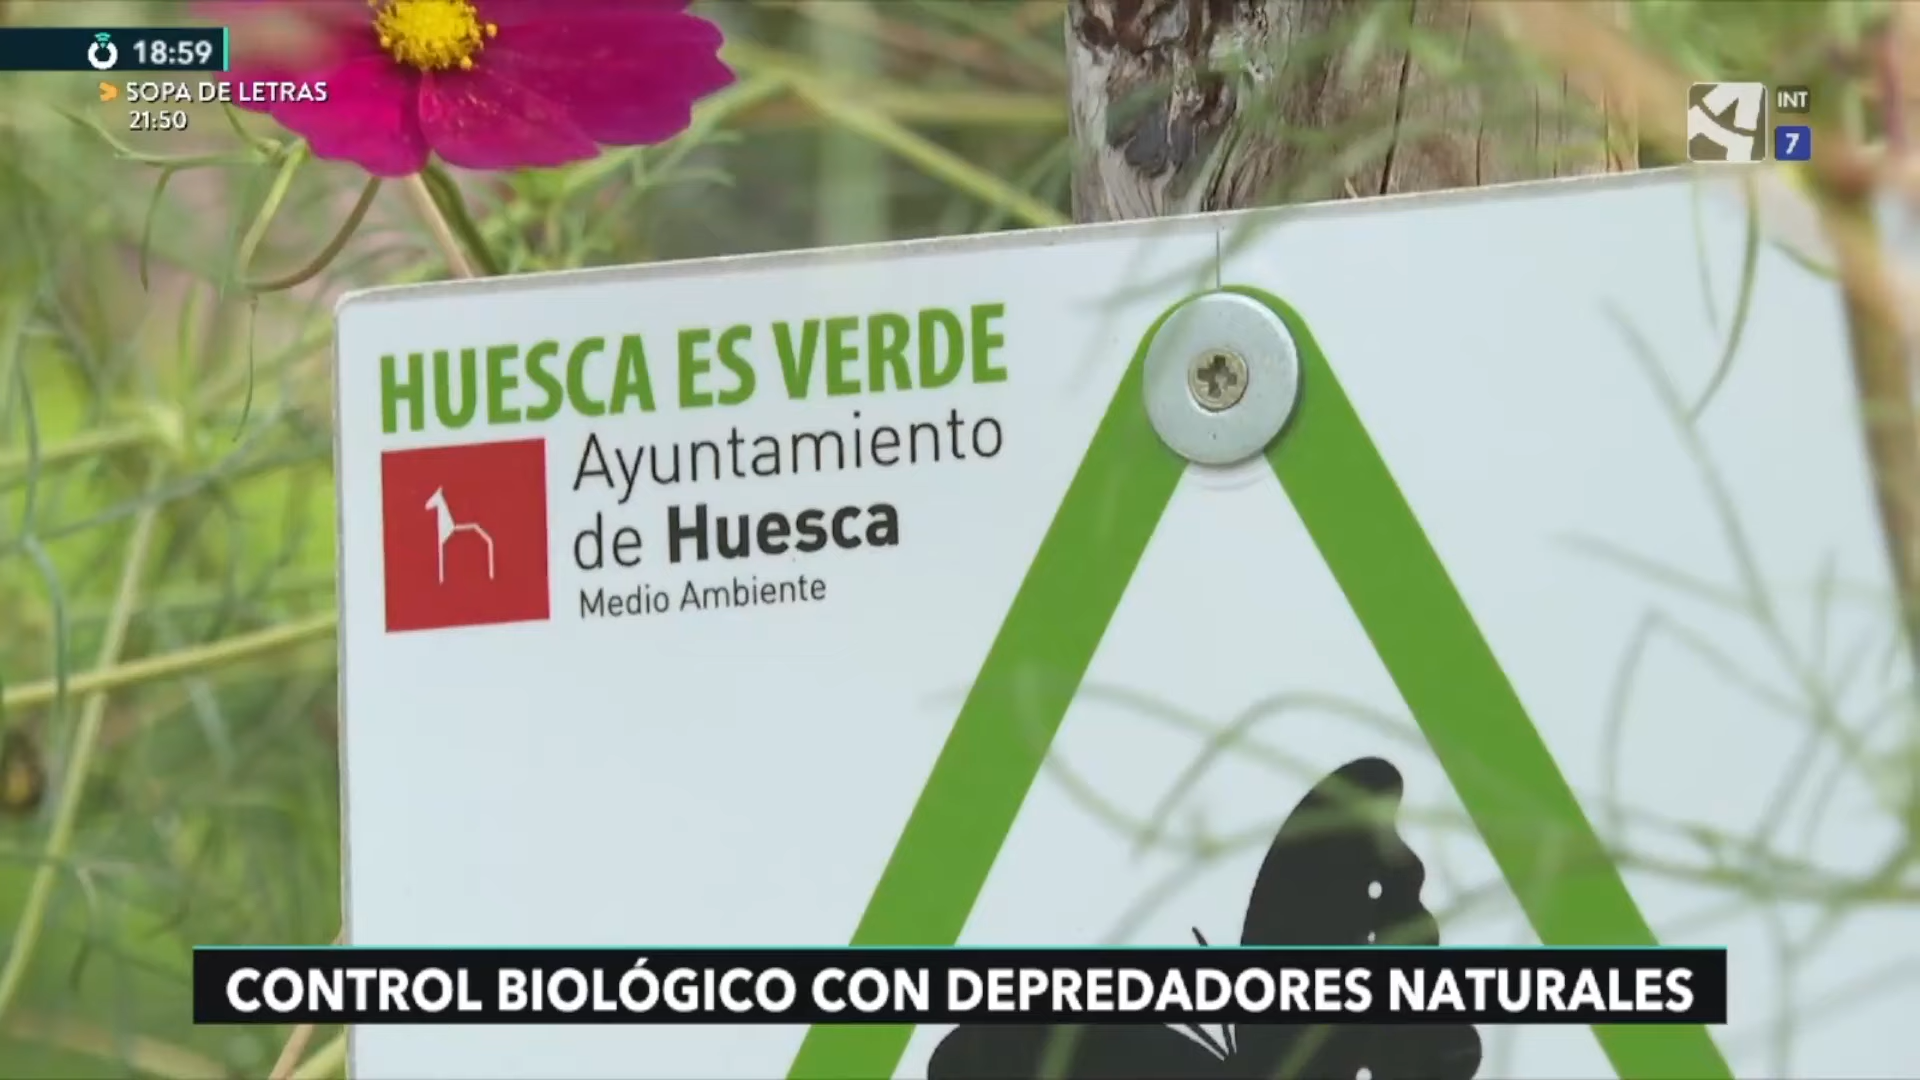 18:59
SOPA DE LETRAS
21:50
INT
7
HUESCA ES VERDE
Ayuntamiento
de Huesca
Medio Ambiente
CONTROL BIOLÓGICO CON DEPREDADORES NATURALES